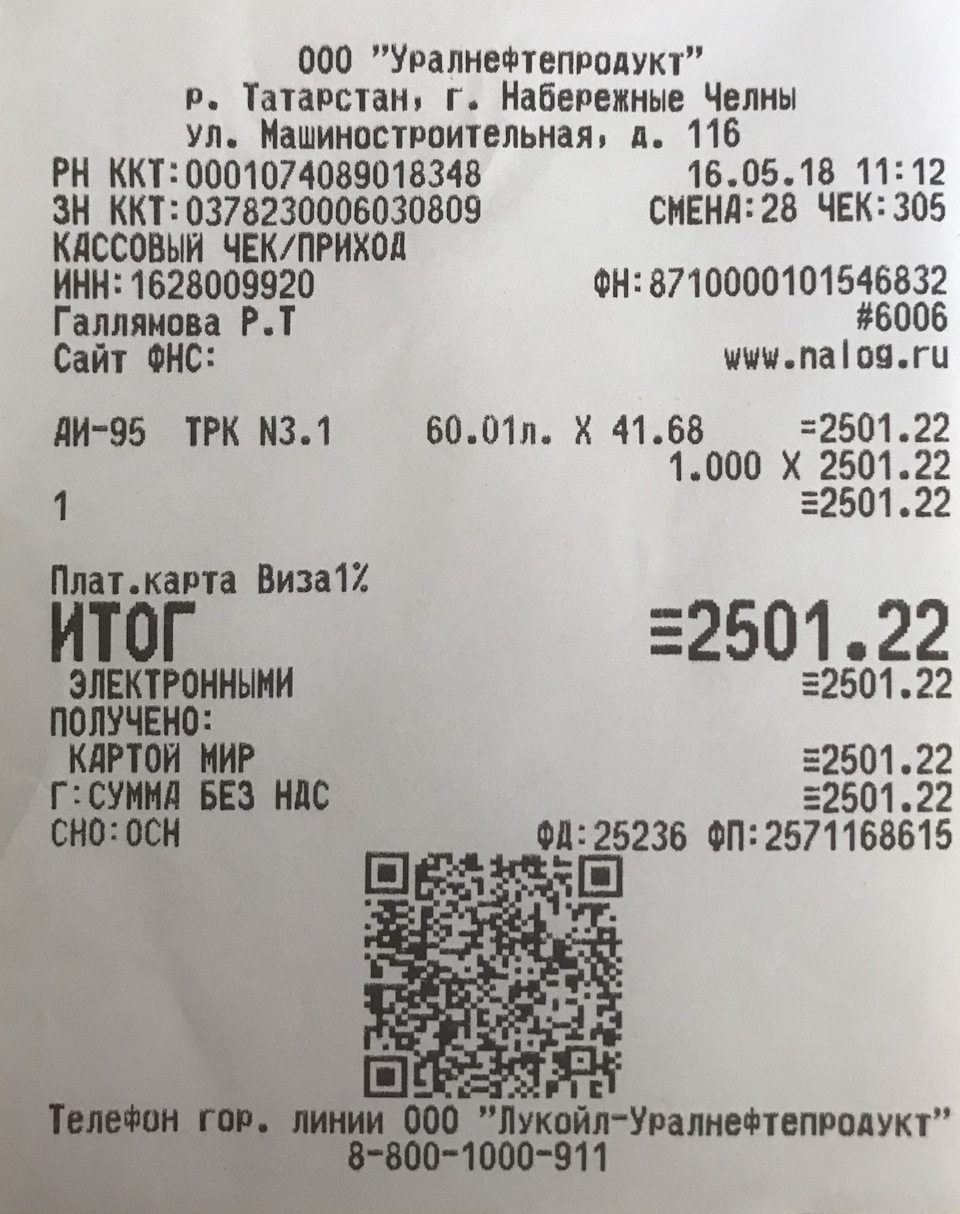 ООО "Уралнефтепродукт"
р. Татарстан, г. Набережные Челны
ул. Машиностроительная, д. 116
РН ККТ:0001074089018348 16.05.18 11:12
ЗН ККТ:0378230006030809 СМЕНА:28 ЧЕК:305
КАССОВЫЙ ЧЕК/ПРИХОД
ИНН:1628009920 ФН:8710000101546832
Галлямова Р.Т #6006
Сайт ФНС: www.nalog.ru
АИ-95 ТРК N3.1 60.01л. X 41.68 =2501.22
1.000 X 2501.22
1 ≡2501.22
Плат.карта Виза1%
ИТОГ ≡2501.22
ЭЛЕКТРОННЫМИ ≡2501.22
ПОЛУЧЕНО:
КАРТОЙ МИР ≡2501.22
Г:СУММА БЕЗ НДС ≡2501.22
СНО:ОСН ФД:25236 ФП:2571168615
Телефон гор. линии ООО "Лукойл-Уралнефтепродукт"
8-800-1000-911